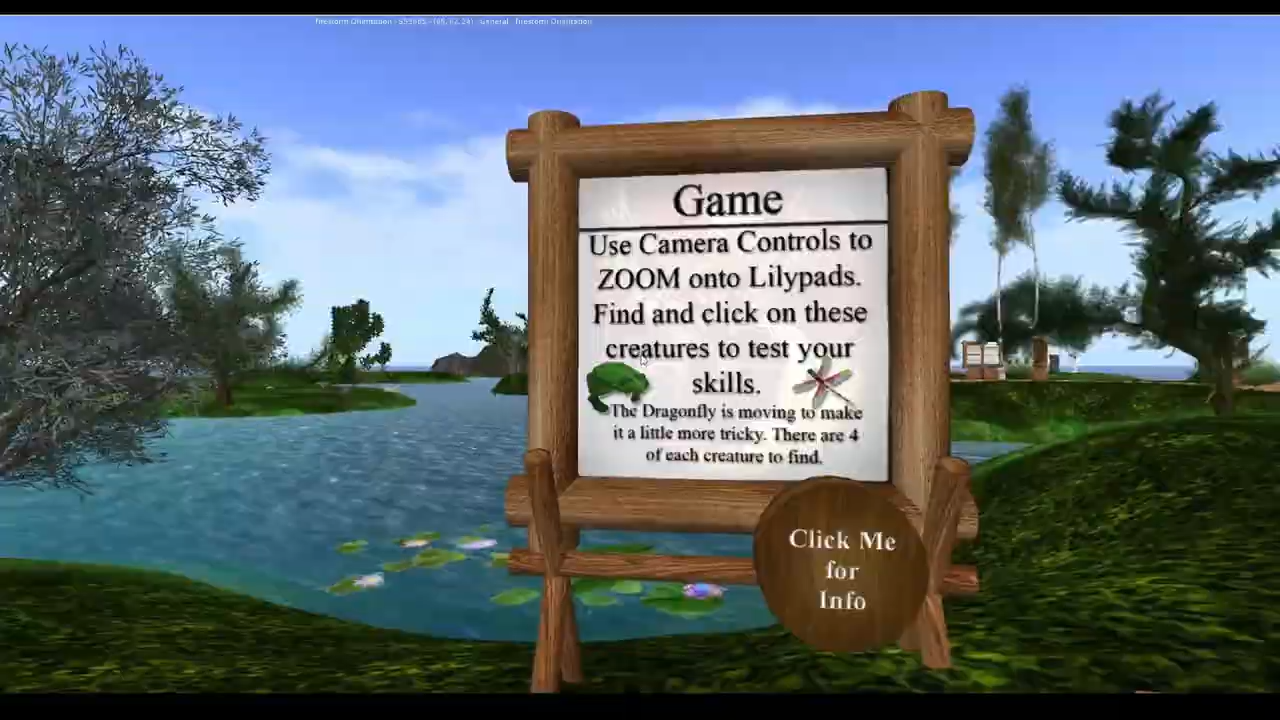 Game
Use Camera Controls to
ZOOM onto Lilypads.
Find and click on these
creatures to test your
skills.
The Dragonfly is moving to make
it a little more tricky. There are 4
of each creature to find.
Click Me
for
Info